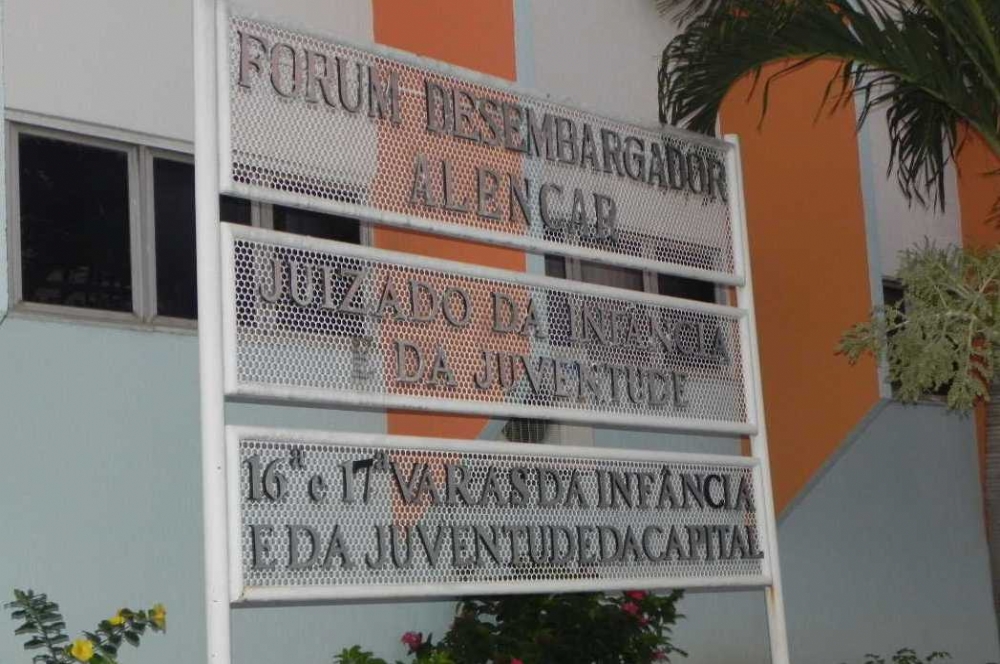 FORUM DESEMBARGADOR
ALENCAR
JUIZADO DA INFANCIA
E DA JUVENTUDE
16ª e 17ª VARAS DA INFÂNCIA
E DA JUVENTUDE DA CAPITAL